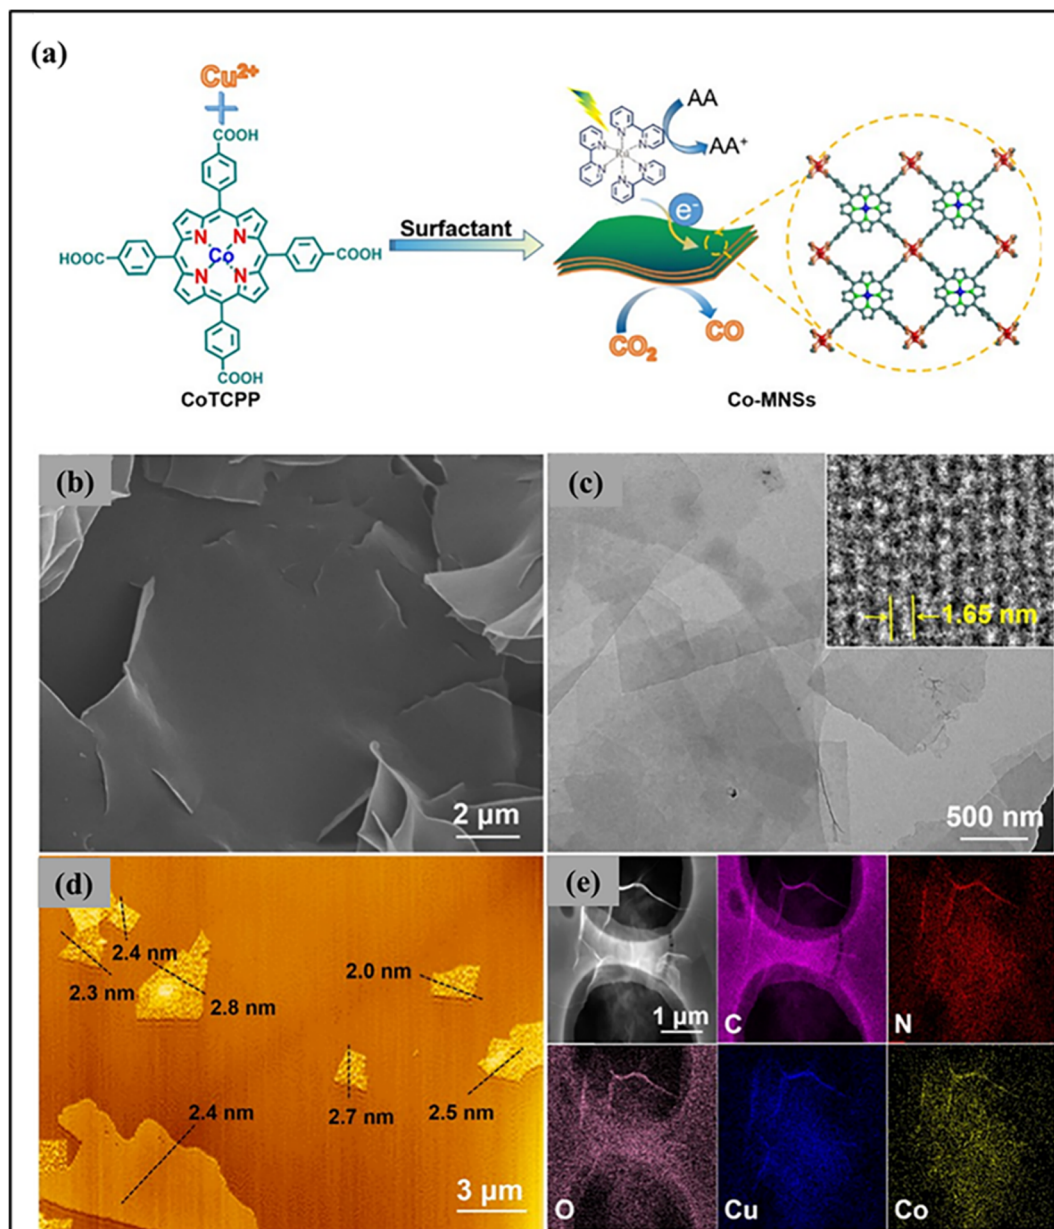 (a)
Cu²⁺
COOH
HOOC
COOH
COOH
N
N
N
N
Co
CoTCPP
Surfactant
AA
AA⁺
N
N
N
N
N
N
Ru
e⁻
CO₂
CO
Co-MNSs
(b)
2 μm
(c)
1.65 nm
500 nm
(d)
2.4 nm
2.3 nm
2.8 nm
2.0 nm
2.7 nm
2.5 nm
2.4 nm
3 μm
(e)
1 μm
C
N
O
Cu
Co